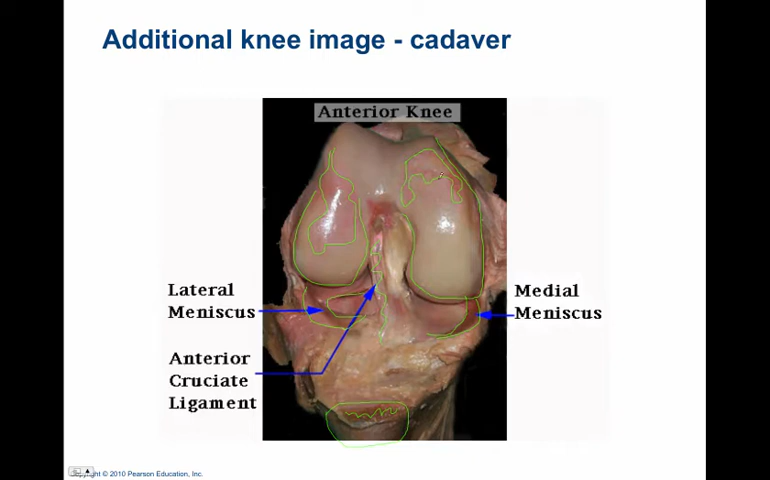 Additional knee image - cadaver
Anterior Knee
Lateral
Meniscus
Medial
Meniscus
Anterior
Cruciate
Ligament
Copyright © 2010 Pearson Education, Inc.